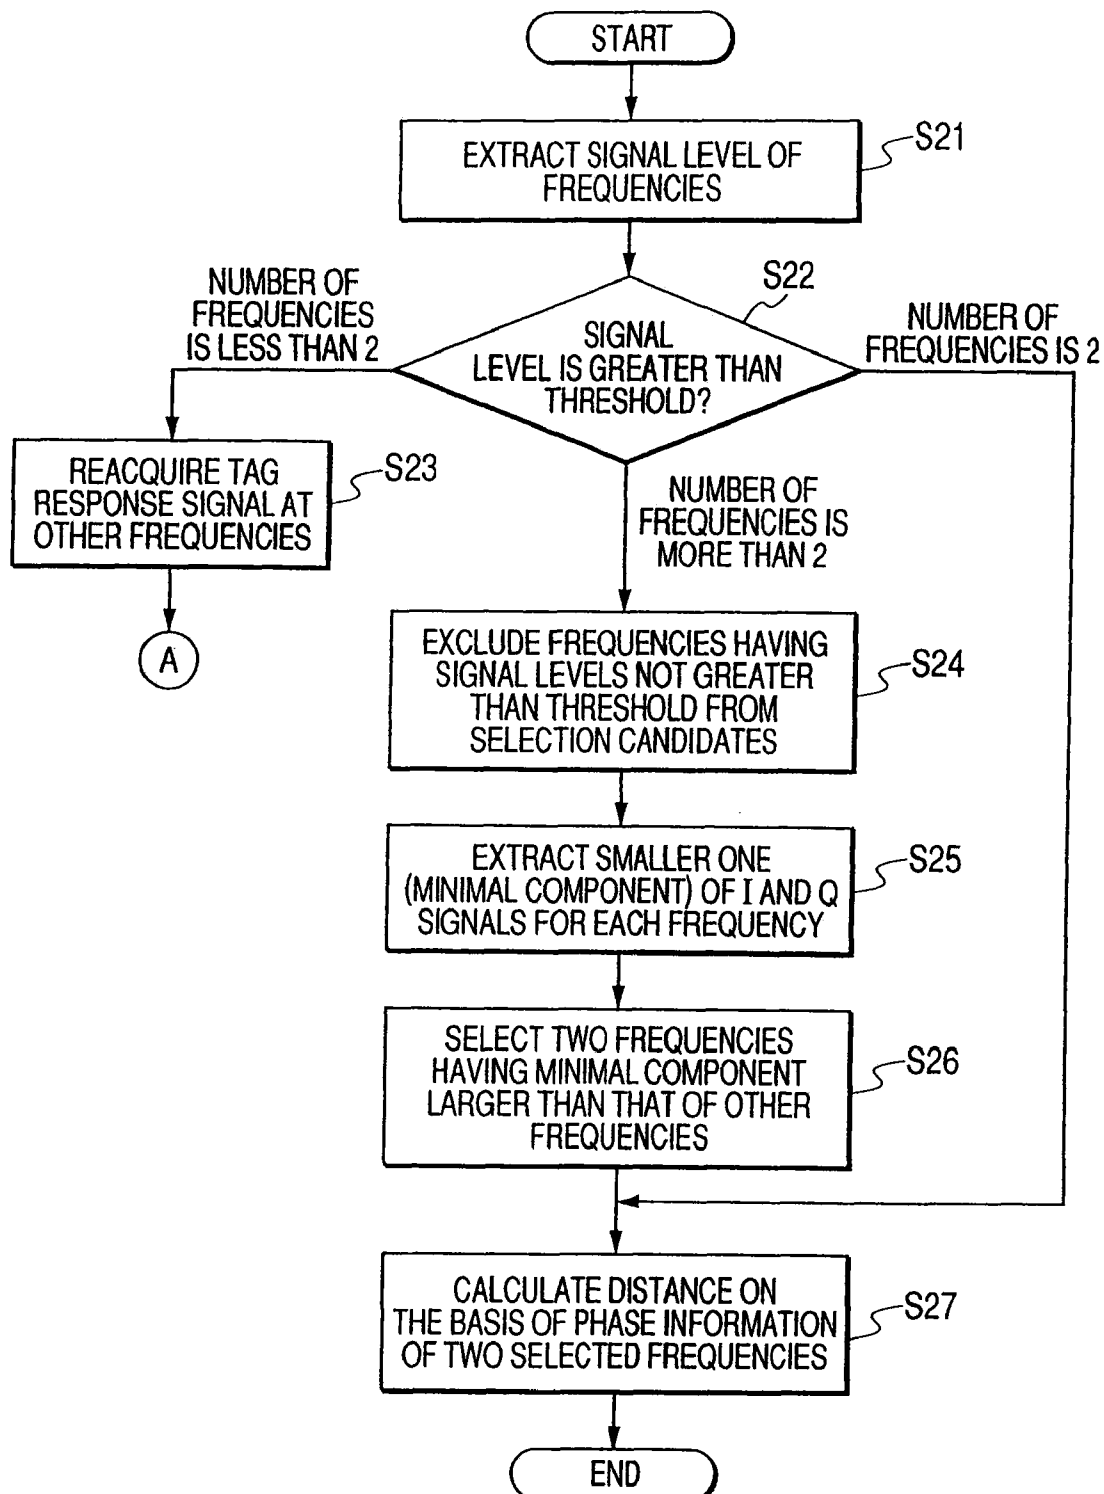 START
EXTRACT SIGNAL LEVEL OF
FREQUENCIES
S21
S22
SIGNAL
LEVEL IS GREATER THAN
THRESHOLD?
NUMBER OF
FREQUENCIES
IS LESS THAN 2
NUMBER OF
FREQUENCIES IS 2
REACQUIRE TAG
RESPONSE SIGNAL AT
OTHER FREQUENCIES
S23
A
NUMBER OF
FREQUENCIES IS
MORE THAN 2
EXCLUDE FREQUENCIES HAVING
SIGNAL LEVELS NOT GREATER
THAN THRESHOLD FROM
SELECTION CANDIDATES
S24
EXTRACT SMALLER ONE
(MINIMAL COMPONENT) OF I AND Q
SIGNALS FOR EACH FREQUENCY
S25
SELECT TWO FREQUENCIES
HAVING MINIMAL COMPONENT
LARGER THAN THAT OF OTHER
FREQUENCIES
S26
CALCULATE DISTANCE ON
THE BASIS OF PHASE INFORMATION
OF TWO SELECTED FREQUENCIES
S27
END